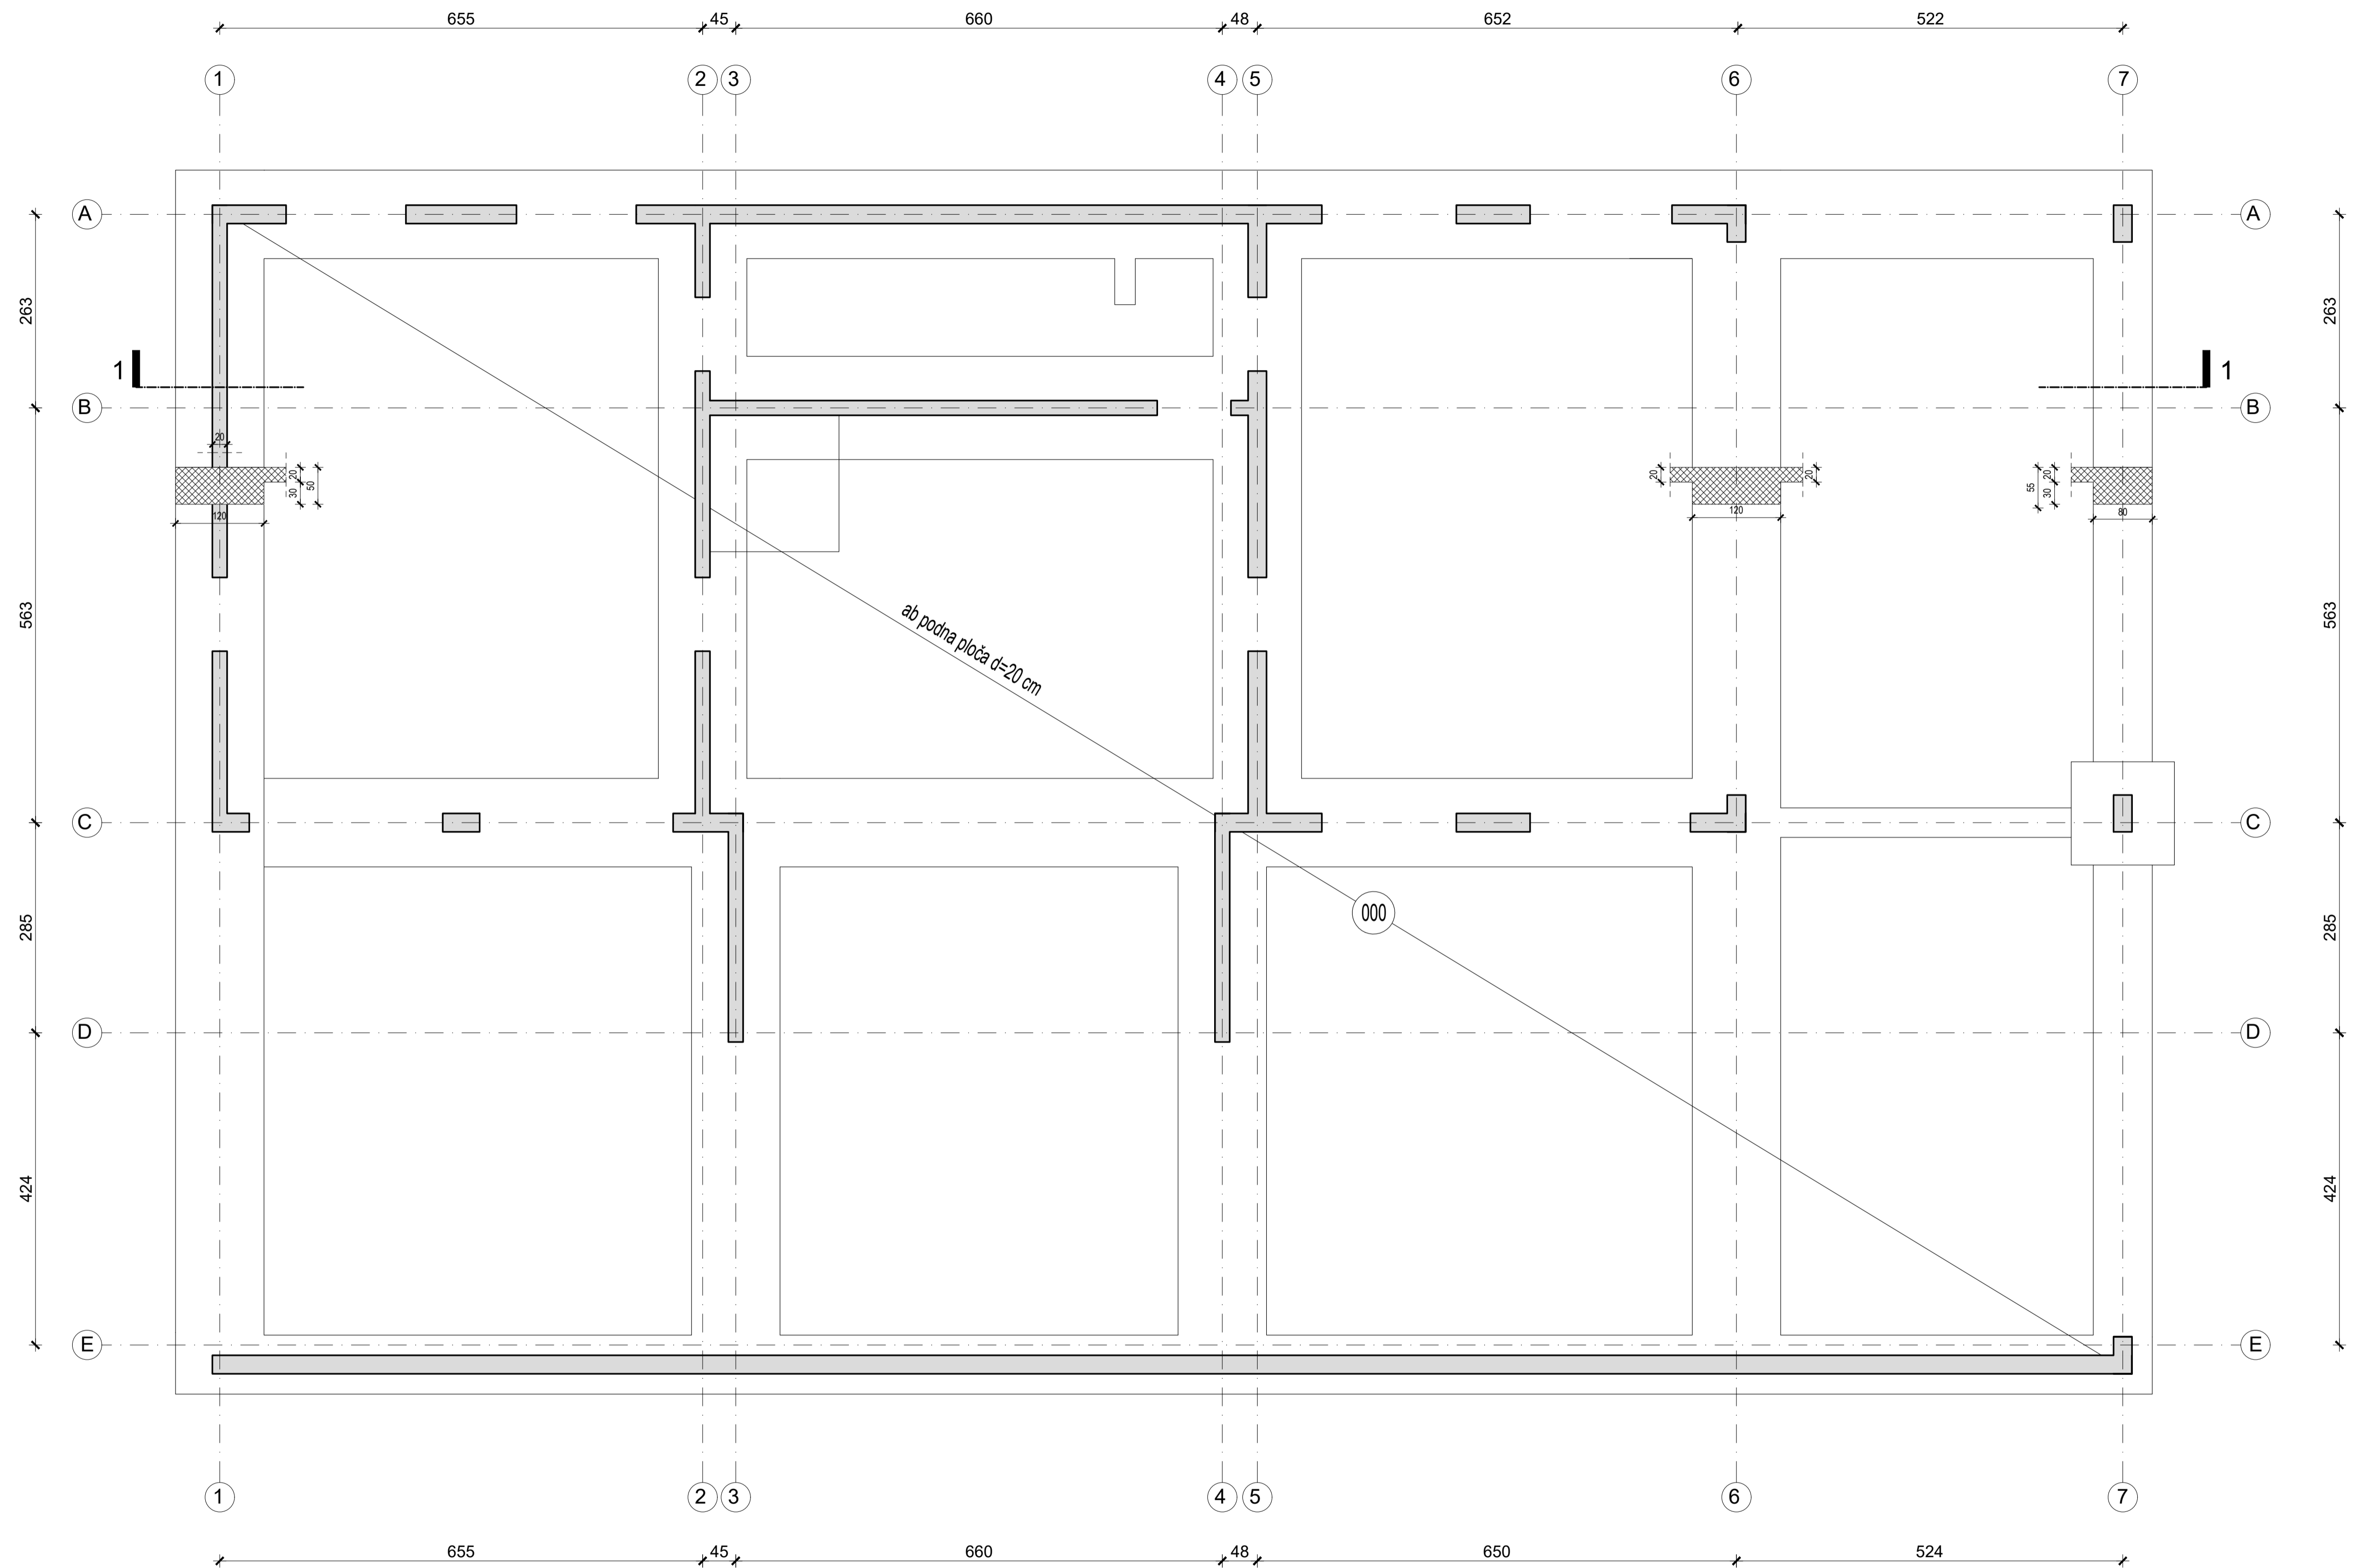 655 45 660 48 652 522
1 2 3 4 5 6 7
A A
263 263
1 1
B B
20
20 30 50
120
20 20
120
55 20 30
80
563 563
ab podna ploča d=20 cm
C C
000
285 285
D D
424 424
E E
1 2 3 4 5 6 7
655 45 660 48 650 524